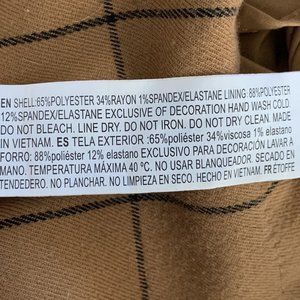 EN SHELL:65%POLYESTER 34%RAYON 1%SPANDEX/ELASTANE LINING: 88%POLYESTER
12%SPANDEX/ELASTANE EXCLUSIVE OF DECORATION HAND WASH COLD.
DO NOT BLEACH. LINE DRY. DO NOT IRON. DO NOT DRY CLEAN. MADE
IN VIETNAM. ES TELA EXTERIOR :65% poliéster 34%viscosa 1% elastano
FORRO: 88% poliéster 12% elastano EXCLUSIVO PARA DECORACIÓN LAVAR A
MANO. TEMPERATURA MÁXIMA 40 ºC. NO USAR BLANQUEADOR. SECADO EN
TENDEDERO. NO PLANCHAR. NO LIMPIEZA EN SECO. HECHO EN VIETNAM. FR ÉTOFFE